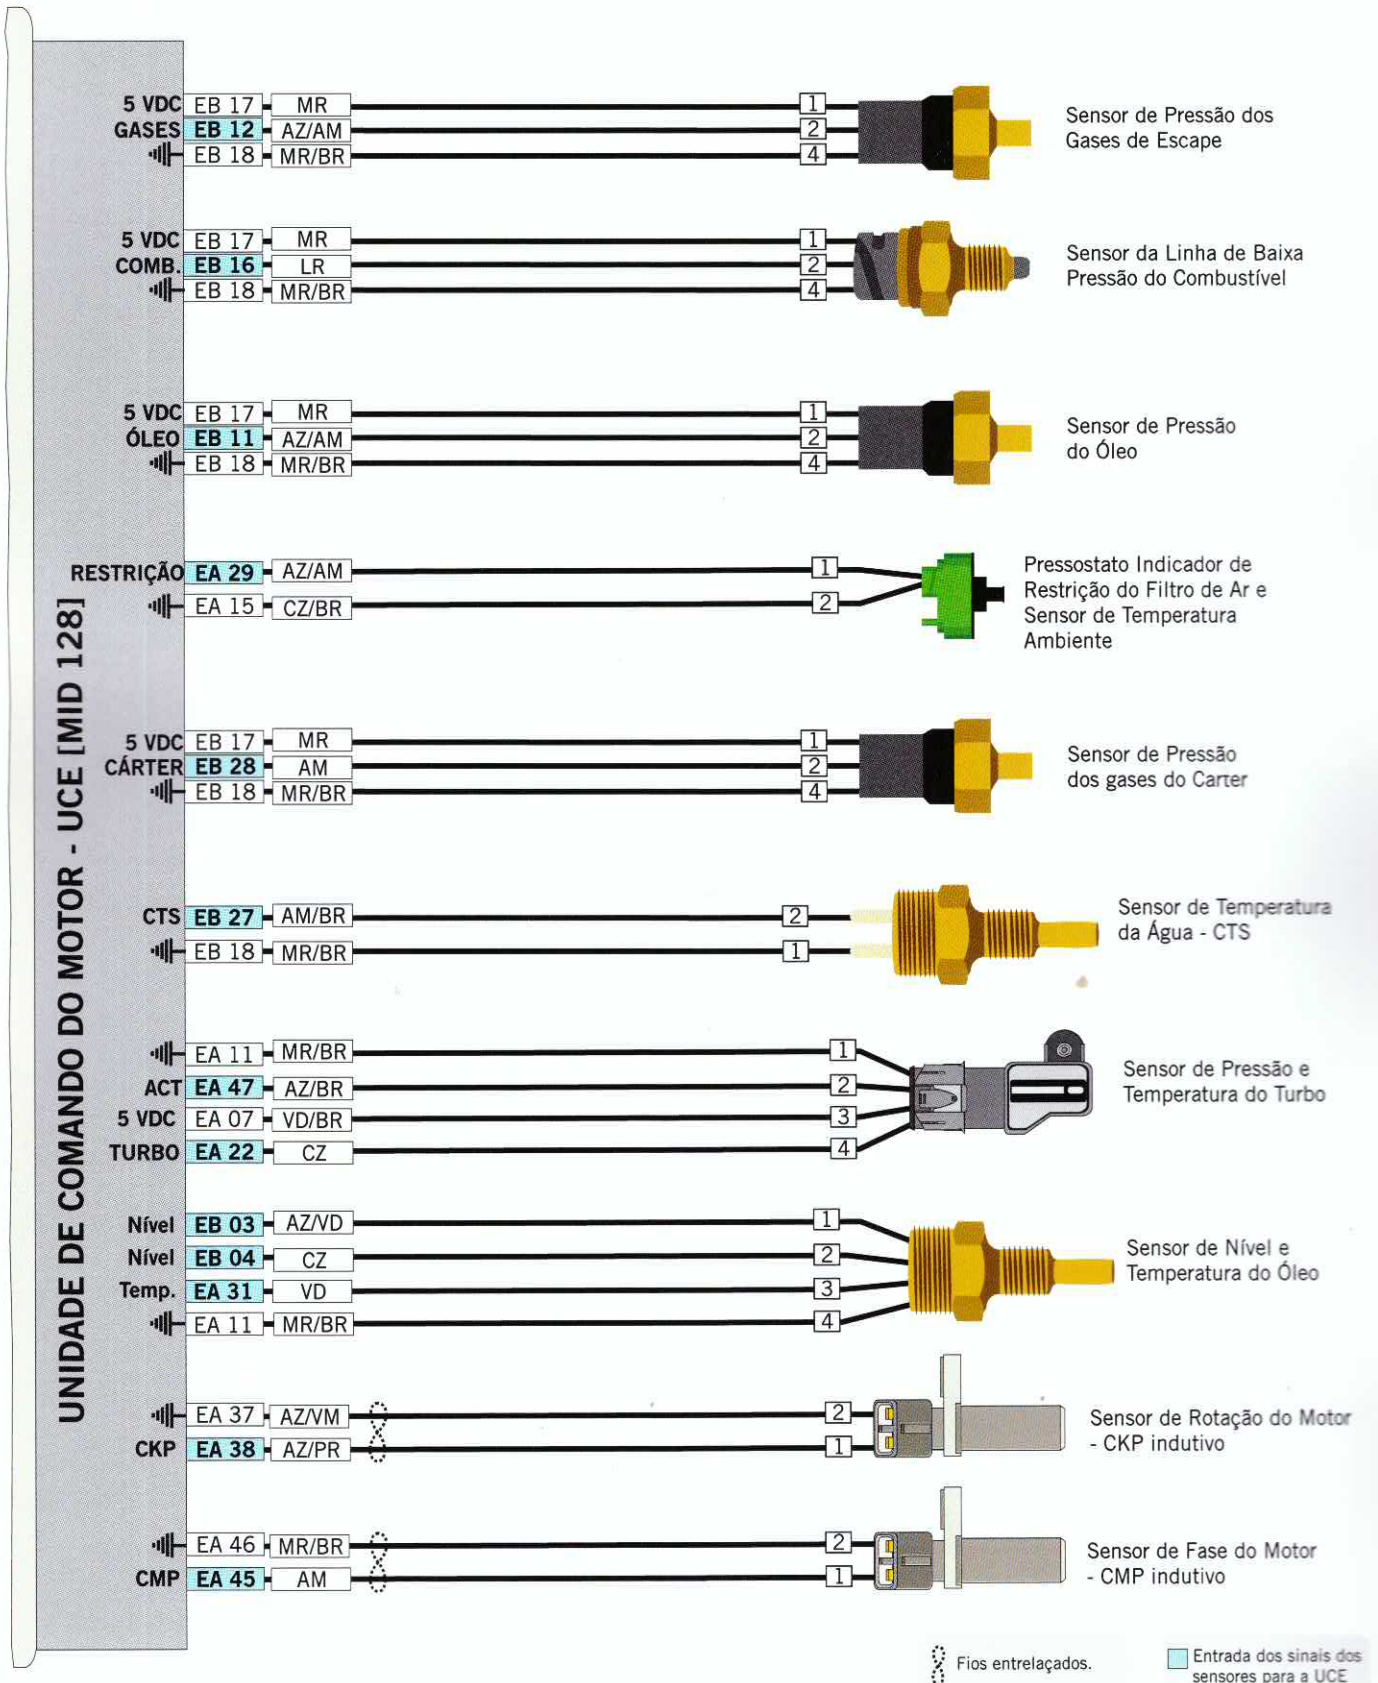 UNIDADE DE COMANDO DO MOTOR - UCE [MID 128]
5 VDC EB 17 MR 1
GASES EB 12 AZ/AM 2
EB 18 MR/BR 4
Sensor de Pressão dos
Gases de Escape
5 VDC EB 17 MR 1
COMB. EB 16 LR 2
EB 18 MR/BR 4
Sensor da Linha de Baixa
Pressão do Combustível
5 VDC EB 17 MR 1
ÓLEO EB 11 AZ/AM 2
EB 18 MR/BR 4
Sensor de Pressão
do Óleo
RESTRIÇÃO EA 29 AZ/AM 1
EA 15 CZ/BR 2
Pressostato Indicador de
Restrição do Filtro de Ar e
Sensor de Temperatura
Ambiente
5 VDC EB 17 MR 1
CÁRTER EB 28 AM 2
EB 18 MR/BR 4
Sensor de Pressão
dos gases do Carter
CTS EB 27 AM/BR 2
EB 18 MR/BR 1
Sensor de Temperatura
da Água - CTS
EA 11 MR/BR 1
ACT EA 47 AZ/BR 2
5 VDC EA 07 VD/BR 3
TURBO EA 22 CZ 4
Sensor de Pressão e
Temperatura do Turbo
Nível EB 03 AZ/VD 1
Nível EB 04 CZ 2
Temp. EA 31 VD 3
EA 11 MR/BR 4
Sensor de Nível e
Temperatura do Óleo
EA 37 AZ/VM 2
CKP EA 38 AZ/PR 1
Sensor de Rotação do Motor
- CKP indutivo
EA 46 MR/BR 2
CMP EA 45 AM 1
Sensor de Fase do Motor
- CMP indutivo
Fios entrelaçados.
Entrada dos sinais dos
sensores para a UCE